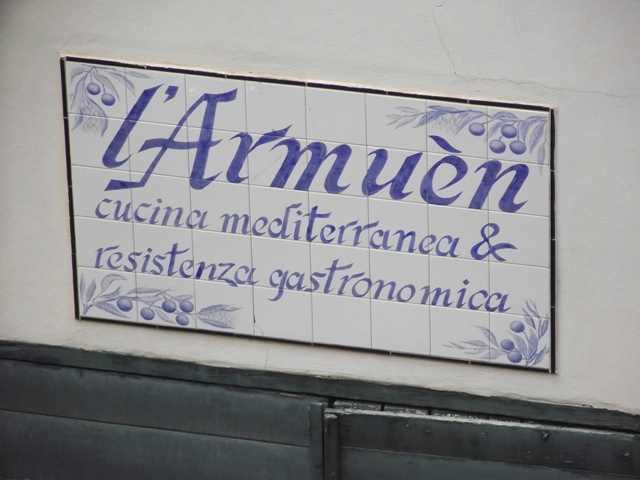 l'Armuèn
cucina mediterranea &
resistenza gastronomica